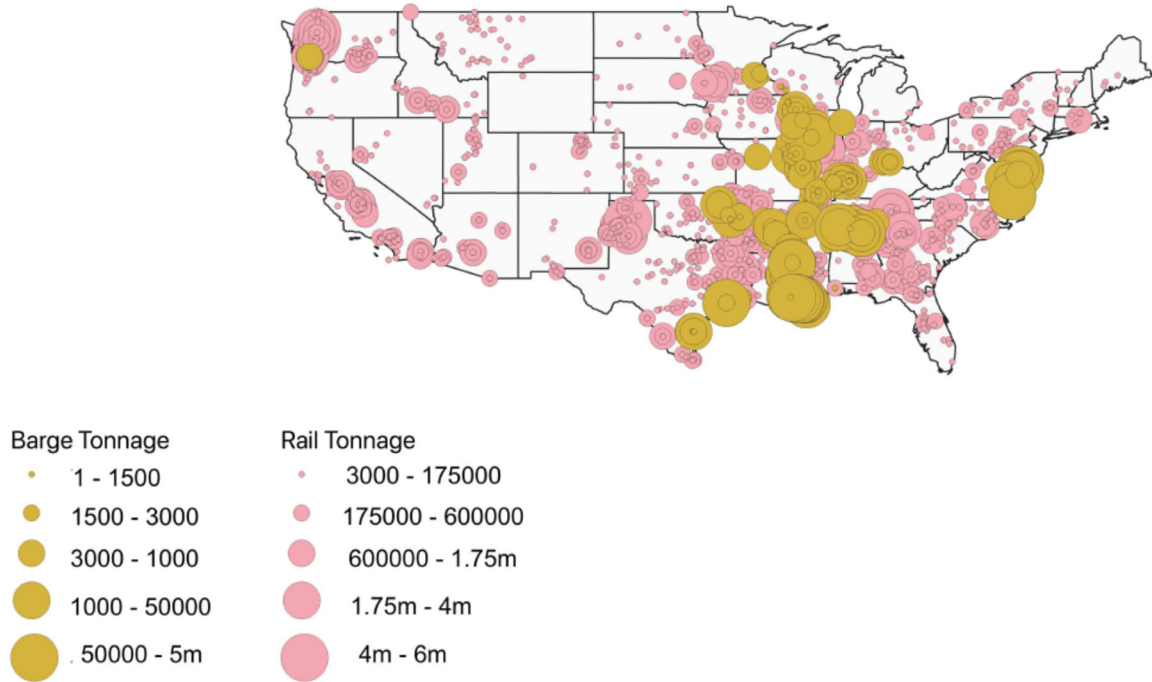 Barge Tonnage
1 - 1500
1500 - 3000
3000 - 1000
1000 - 50000
50000 - 5m
Rail Tonnage
3000 - 175000
175000 - 600000
600000 - 1.75m
1.75m - 4m
4m - 6m